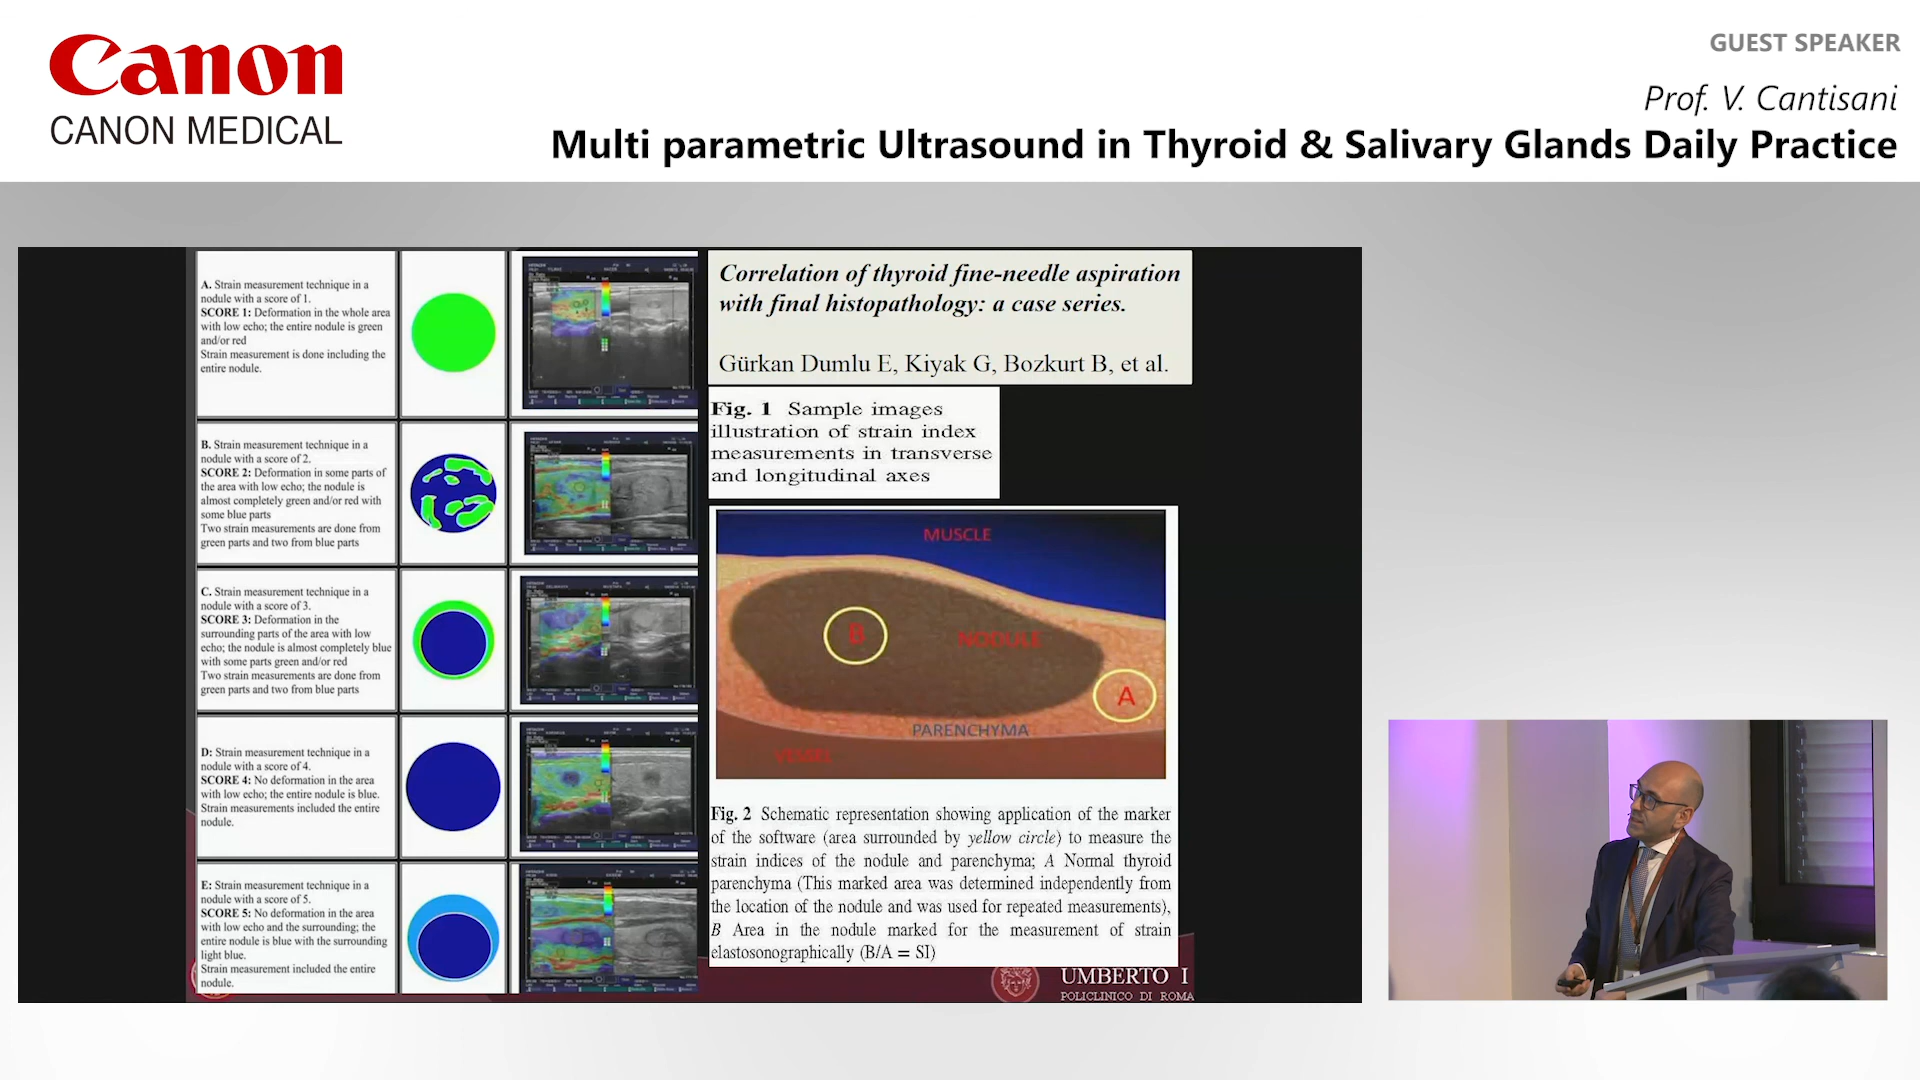 Canon
CANON MEDICAL
GUEST SPEAKER
Prof. V. Cantisani
Multi parametric Ultrasound in Thyroid & Salivary Glands Daily Practice
A. Strain measurement technique in a
nodule with a score of 1.
SCORE 1: Deformation in the whole area
with low echo; the entire nodule is green
and/or red
Strain measurement is done including the
entire nodule.
B. Strain measurement technique in a
nodule with a score of 2.
SCORE 2: Deformation in some parts of
the area with low echo; the nodule is
almost completely green and/or red with
some blue parts
Two strain measurements are done from
green parts and two from blue parts
C. Strain measurement technique in a
nodule with a score of 3.
SCORE 3: Deformation in the
surrounding parts of the area with low
echo; the nodule is almost completely blue
with some parts green and/or red
Two strain measurements are done from
green parts and two from blue parts
D: Strain measurement technique in a
nodule with a score of 4.
SCORE 4: No deformation in the area
with low echo; the entire nodule is blue.
Strain measurements included the entire
nodule.
E: Strain measurement technique in a
nodule with a score of 5.
SCORE 5: No deformation in the area
with low echo and the surrounding; the
entire nodule is blue with the surrounding
light blue.
Strain measurement included the entire
nodule.
Correlation of thyroid fine-needle aspiration
with final histopathology: a case series.
Gürkan Dumlu E, Kiyak G, Bozkurt B, et al.
Fig. 1 Sample images
illustration of strain index
measurements in transverse
and longitudinal axes
MUSCLE
B
NODULE
A
PARENCHYMA
VESSEL
Fig. 2 Schematic representation showing application of the marker
of the software (area surrounded by yellow circle) to measure the
strain indices of the nodule and parenchyma; A Normal thyroid
parenchyma (This marked area was determined independently from
the location of the nodule and was used for repeated measurements),
B Area in the nodule marked for the measurement of strain
elastosonographically (B/A = SI)
UMBERTO I
POLICLINICO DI ROMA